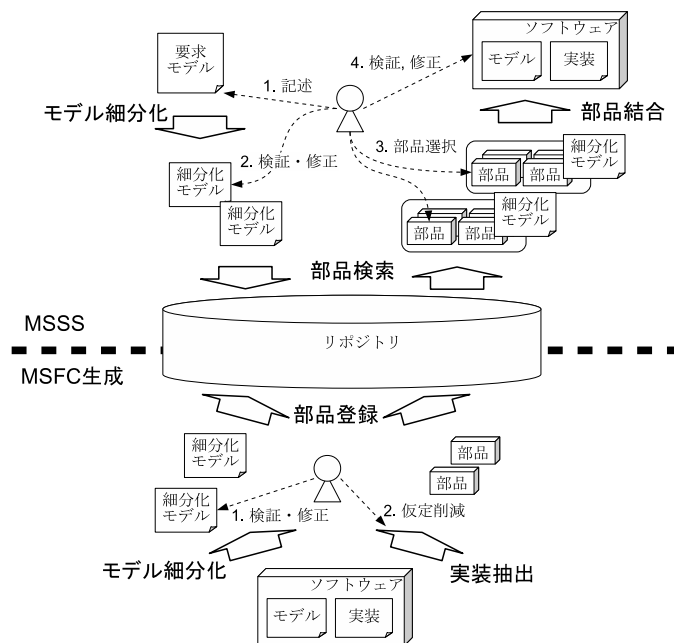 ソフトウェア
モデル
実装
要求
モデル
4. 検証, 修正
1. 記述
モデル細分化
部品結合
3. 部品選択
2. 検証・修正
細分化
モデル
部品
部品
細分化
モデル
細分化
モデル
細分化
モデル
部品
部品
部品検索
MSSS
リポジトリ
MSFC生成
部品登録
細分化
モデル
部品
部品
細分化
モデル
1. 検証・修正
2. 仮定削減
モデル細分化
実装抽出
ソフトウェア
モデル
実装